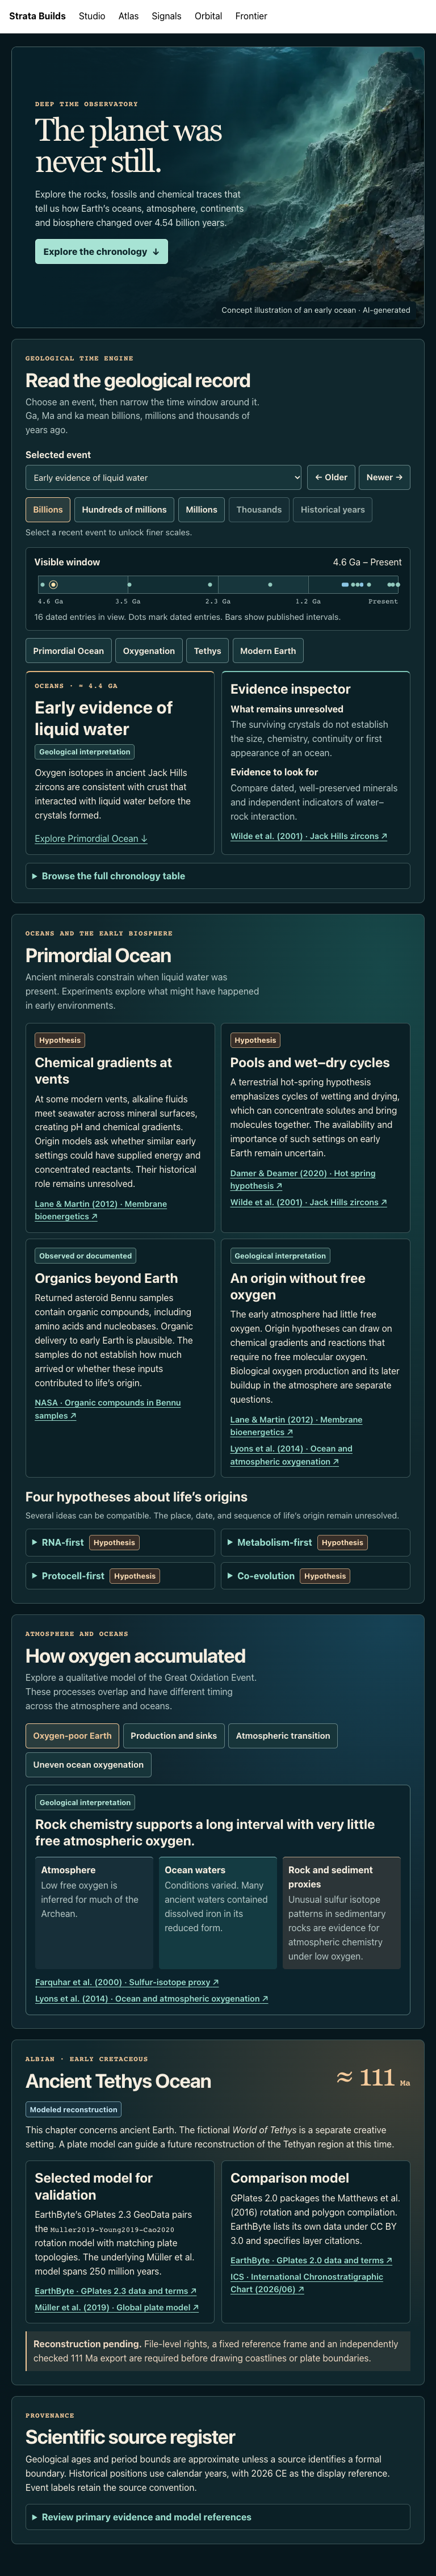 Strata Builds Studio Atlas Signals Orbital Frontier
DEEP TIME OBSERVATORY
The planet was
never still.
Explore the rocks, fossils and chemical traces that
tell us how Earth's oceans, atmosphere, continents
and biosphere changed over 4.54 billion years.
Explore the chronology ↓
Concept illustration of an early ocean · AI-generated
GEOLOGICAL TIME ENGINE
Read the geological record
Choose an event, then narrow the time window around it.
Ga, Ma and ka mean billions, millions and thousands of
years ago.
Selected event
Early evidence of liquid water
← Older
Newer →
Billions
Hundreds of millions
Millions
Thousands
Historical years
Select a recent event to unlock finer scales.
Visible window
4.6 Ga – Present
4.6 Ga 3.5 Ga 2.3 Ga 1.2 Ga Present
16 dated entries in view. Dots mark dated entries. Bars show published intervals.
Primordial Ocean
Oxygenation
Tethys
Modern Earth
OCEANS · ≈ 4.4 GA
Early evidence of
liquid water
Geological interpretation
Oxygen isotopes in ancient Jack Hills
zircons are consistent with crust that
interacted with liquid water before the
crystals formed.
Explore Primordial Ocean ↓
Evidence inspector
What remains unresolved
The surviving crystals do not establish
the size, chemistry, continuity or first
appearance of an ocean.
Evidence to look for
Compare dated, well-preserved minerals
and independent indicators of water–
rock interaction.
Wilde et al. (2001) · Jack Hills zircons ↗
▶ Browse the full chronology table
OCEANS AND THE EARLY BIOSPHERE
Primordial Ocean
Ancient minerals constrain when liquid water was
present. Experiments explore what might have happened
in early environments.
Hypothesis
Chemical gradients at
vents
At some modern vents, alkaline fluids
meet seawater across mineral surfaces,
creating pH and chemical gradients.
Origin models ask whether similar early
settings could have supplied energy and
concentrated reactants. Their historical
role remains unresolved.
Lane & Martin (2012) · Membrane
bioenergetics ↗
Hypothesis
Pools and wet–dry cycles
A terrestrial hot-spring hypothesis
emphasizes cycles of wetting and drying,
which can concentrate solutes and bring
molecules together. The availability and
importance of such settings on early
Earth remain uncertain.
Damer & Deamer (2020) · Hot spring
hypothesis ↗
Wilde et al. (2001) · Jack Hills zircons ↗
Observed or documented
Organics beyond Earth
Returned asteroid Bennu samples
contain organic compounds, including
amino acids and nucleobases. Organic
delivery to early Earth is plausible. The
samples do not establish how much
arrived or whether these inputs
contributed to life's origin.
NASA · Organic compounds in Bennu
samples ↗
Geological interpretation
An origin without free
oxygen
The early atmosphere had little free
oxygen. Origin hypotheses can draw on
chemical gradients and reactions that
require no free molecular oxygen.
Biological oxygen production and its later
buildup in the atmosphere are separate
questions.
Lane & Martin (2012) · Membrane
bioenergetics ↗
Lyons et al. (2014) · Ocean and
atmospheric oxygenation ↗
Four hypotheses about life's origins
Several ideas can be compatible. The place, date, and sequence of life's origin remain unresolved.
▶ RNA-first Hypothesis
▶ Metabolism-first Hypothesis
▶ Protocell-first Hypothesis
▶ Co-evolution Hypothesis
ATMOSPHERE AND OCEANS
How oxygen accumulated
Explore a qualitative model of the Great Oxidation Event.
These processes overlap and have different timing
across the atmosphere and oceans.
Oxygen-poor Earth
Production and sinks
Atmospheric transition
Uneven ocean oxygenation
Geological interpretation
Rock chemistry supports a long interval with very little
free atmospheric oxygen.
Atmosphere
Low free oxygen is
inferred for much of the
Archean.
Ocean waters
Conditions varied. Many
ancient waters contained
dissolved iron in its
reduced form.
Rock and sediment
proxies
Unusual sulfur isotope
patterns in sedimentary
rocks are evidence for
atmospheric chemistry
under low oxygen.
Farquhar et al. (2000) · Sulfur-isotope proxy ↗
Lyons et al. (2014) · Ocean and atmospheric oxygenation ↗
ALBIAN · EARLY CRETACEOUS
Ancient Tethys Ocean
≈ 111 Ma
Modeled reconstruction
This chapter concerns ancient Earth. The fictional World of Tethys is a separate creative
setting. A plate model can guide a future reconstruction of the Tethyan region at this time.
Selected model for
validation
EarthByte's GPlates 2.3 GeoData pairs
the Muller2019-Young2019-Cao2020
rotation model with matching plate
topologies. The underlying Müller et al.
model spans 250 million years.
EarthByte · GPlates 2.3 data and terms ↗
Müller et al. (2019) · Global plate model ↗
Comparison model
GPlates 2.0 packages the Matthews et al.
(2016) rotation and polygon compilation.
EarthByte lists its own data under CC BY
3.0 and specifies layer citations.
EarthByte · GPlates 2.0 data and terms ↗
ICS · International Chronostratigraphic
Chart (2026/06) ↗
Reconstruction pending. File-level rights, a fixed reference frame and an independently
checked 111 Ma export are required before drawing coastlines or plate boundaries.
PROVENANCE
Scientific source register
Geological ages and period bounds are approximate unless a source identifies a formal
boundary. Historical positions use calendar years, with 2026 CE as the display reference.
Event labels retain the source convention.
▶ Review primary evidence and model references